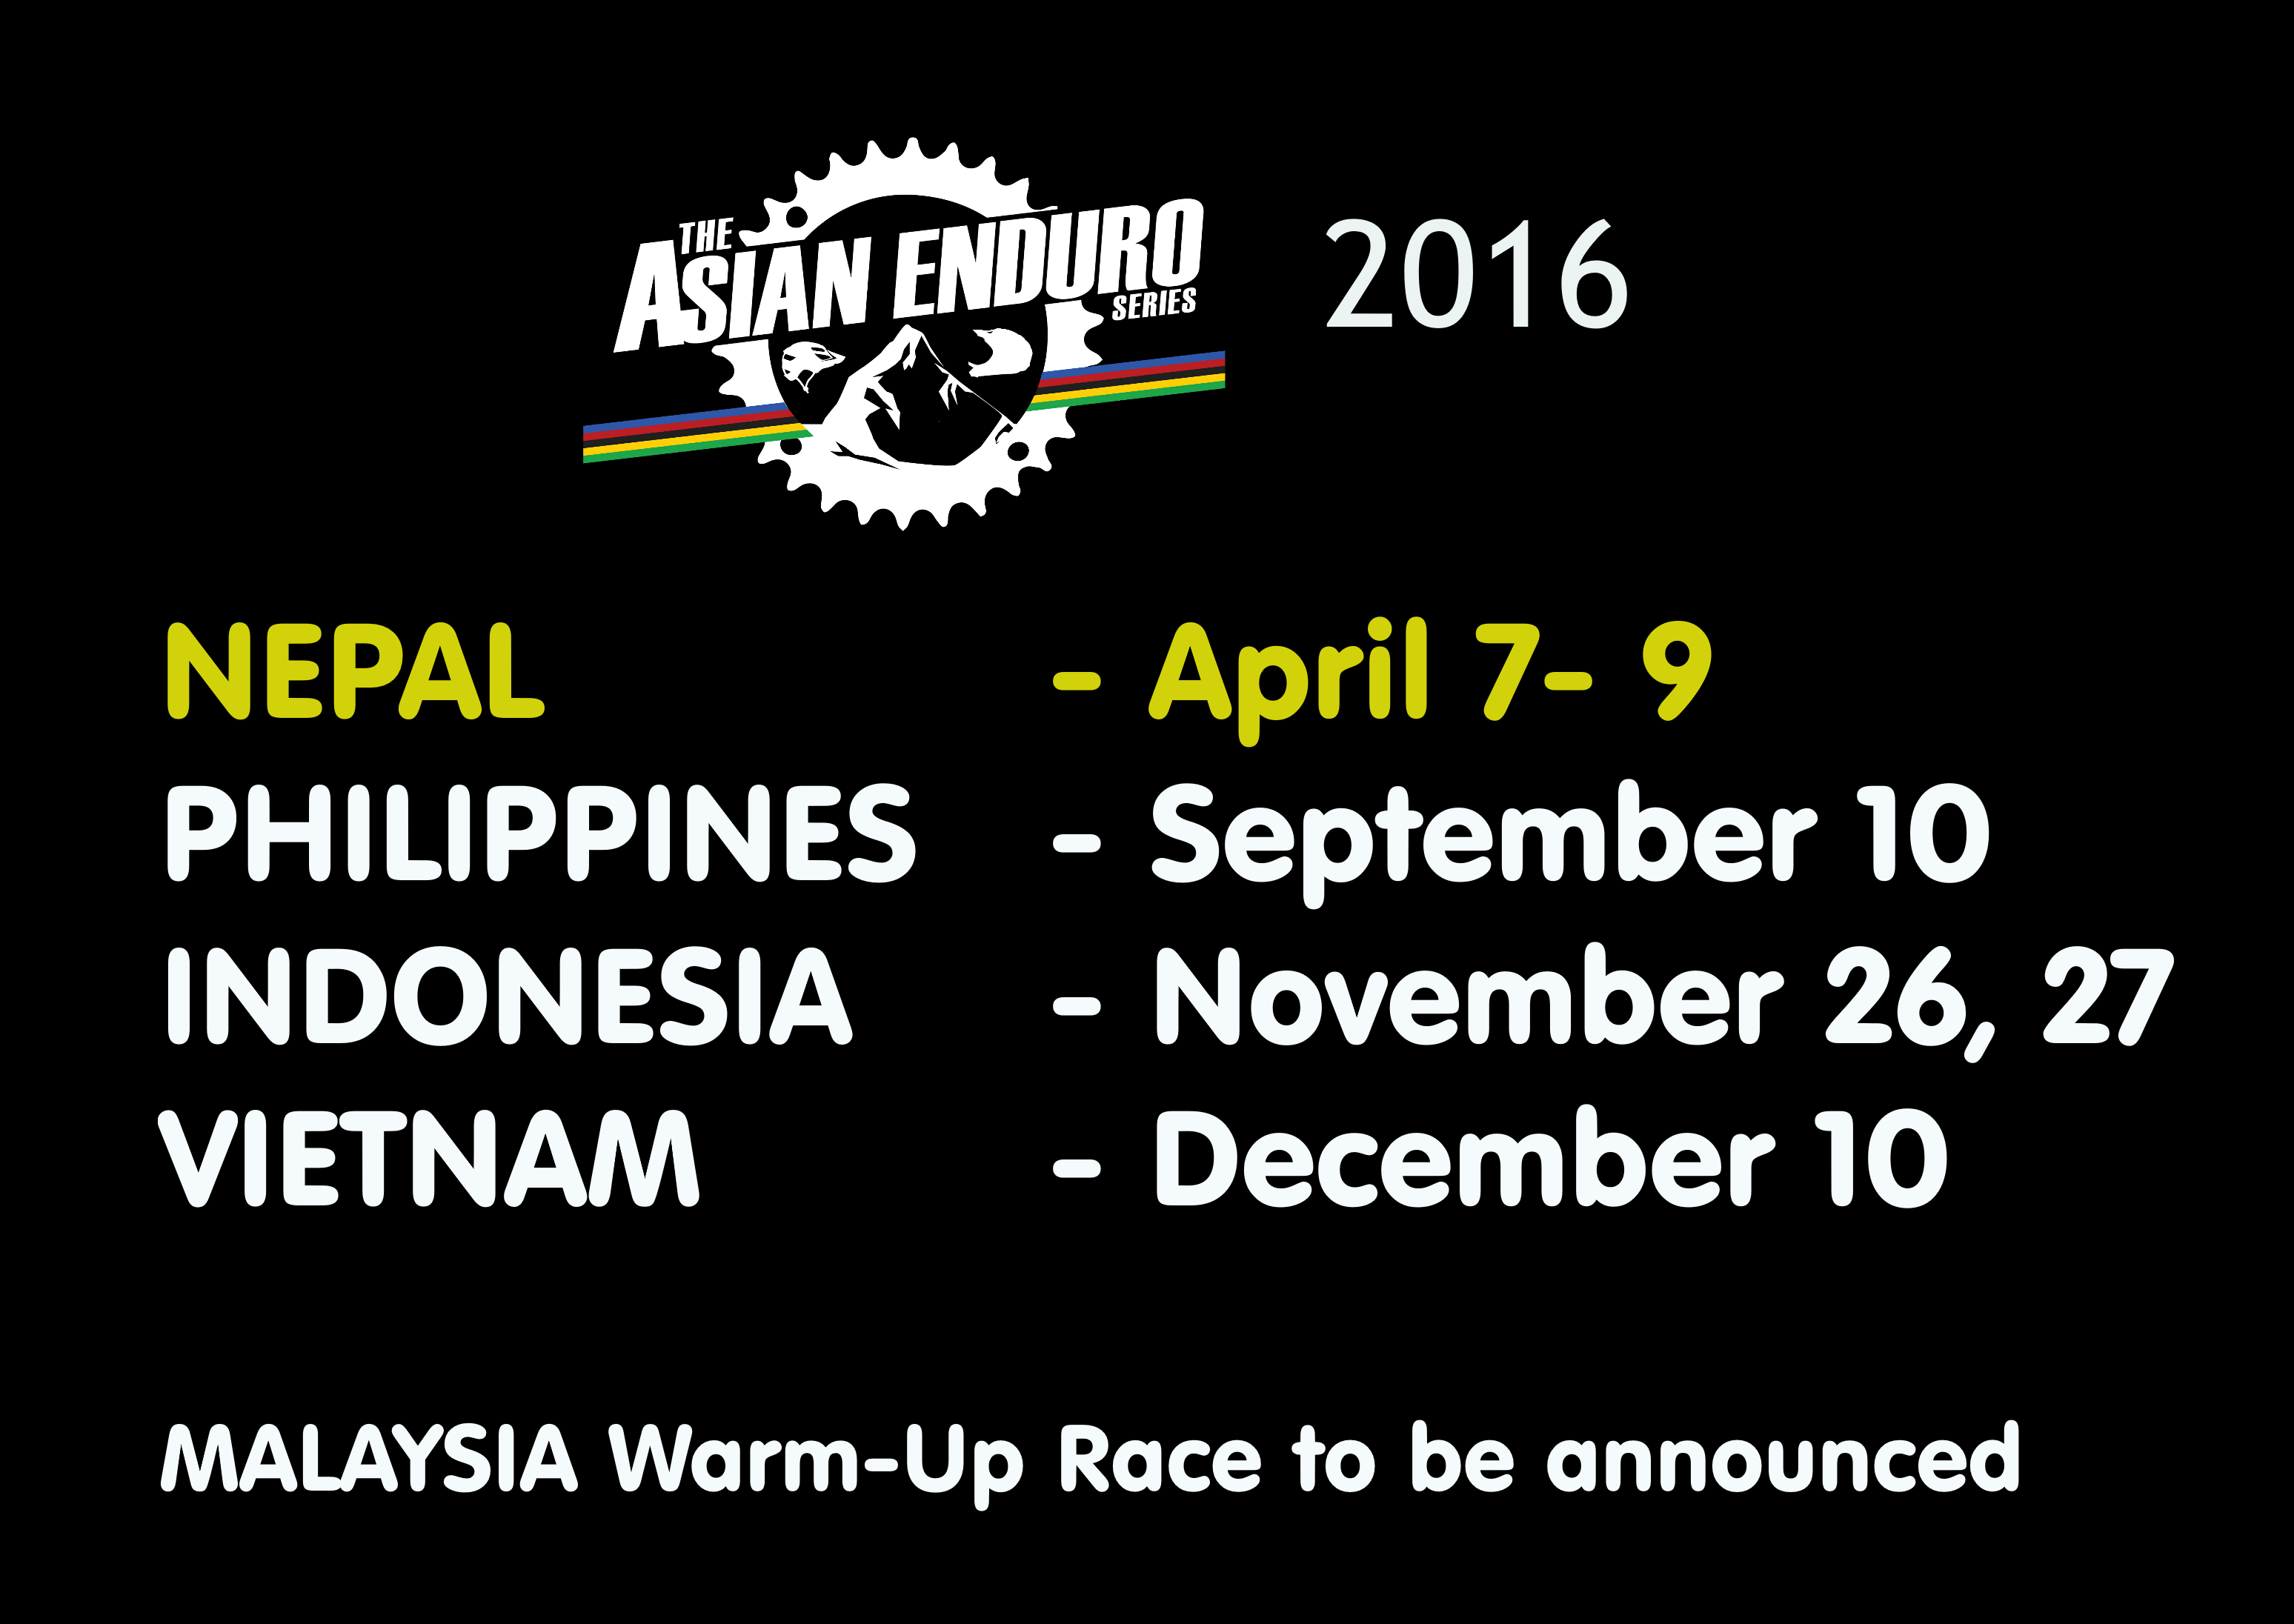 THE
ASIAN ENDURO
SERIES
2016
NEPAL - April 7- 9
PHILIPPINES - September 10
INDONESIA - November 26, 27
VIETNAM - December 10
MALAYSIA Warm-Up Race to be announced